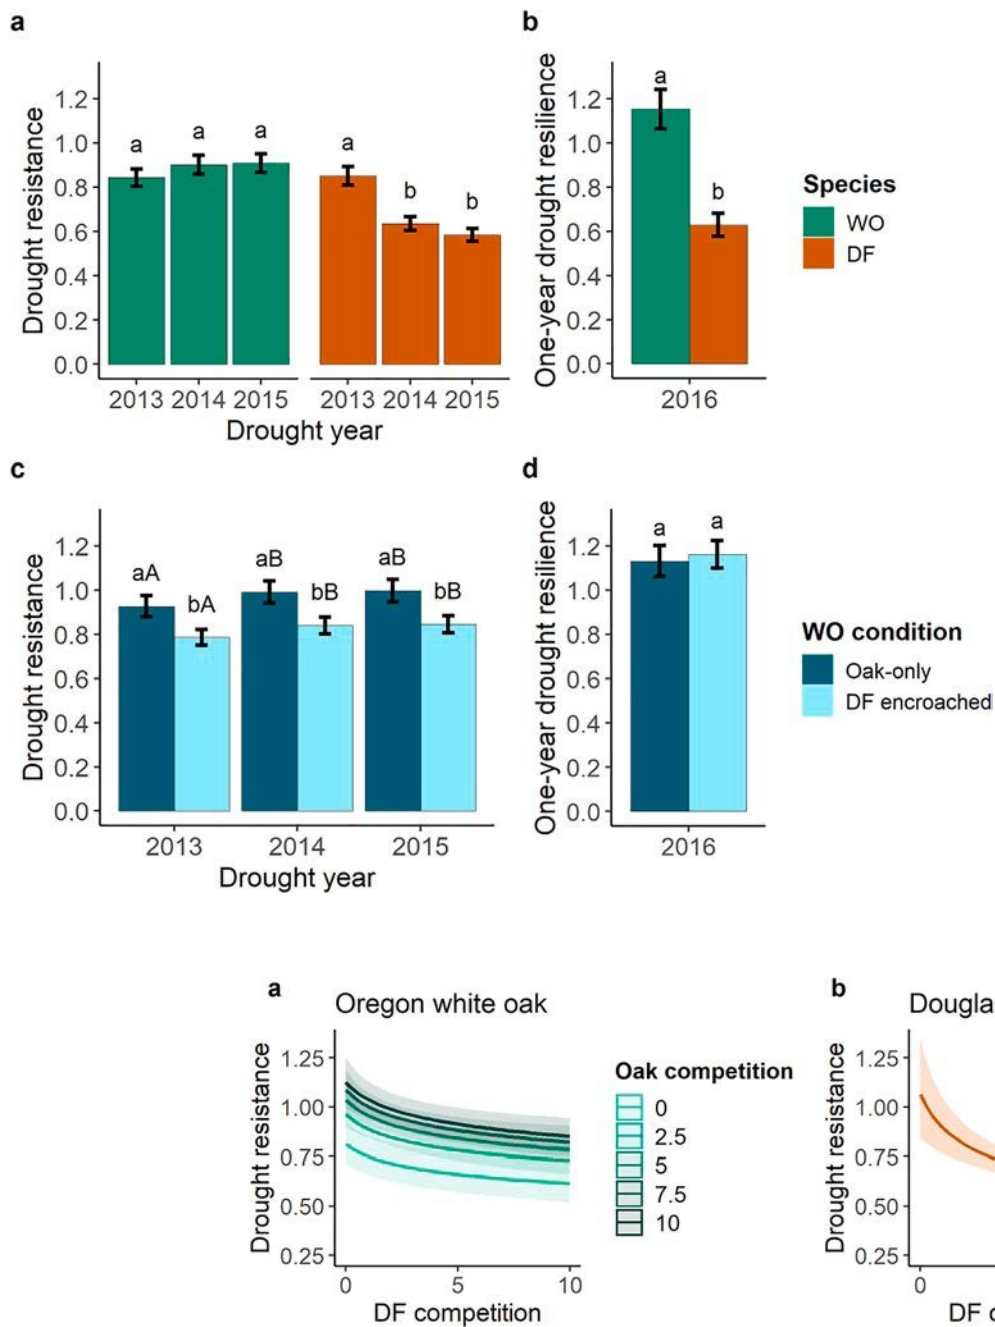 a
Drought resistance
1.2
1.0
0.8
0.6
0.4
0.2
0.0
a a a a b b
2013 2014 2015 2013 2014 2015
Drought year
b
One-year drought resilience
1.2
1.0
0.8
0.6
0.4
0.2
0.0
a
b
2016
Species
WO
DF
c
Drought resistance
1.2
1.0
0.8
0.6
0.4
0.2
0.0
aA bA aB bB aB bB
2013 2014 2015
Drought year
d
One-year drought resilience
1.2
1.0
0.8
0.6
0.4
0.2
0.0
a a
2016
WO condition
Oak-only
DF encroached
a
Oregon white oak
Drought resistance
1.25
1.00
0.75
0.50
0.25
0 5 10
DF competition
Oak competition
0
2.5
5
7.5
10
b
Dougla
Drought resistance
1.25
1.00
0.75
0.50
0.25
0
DF c